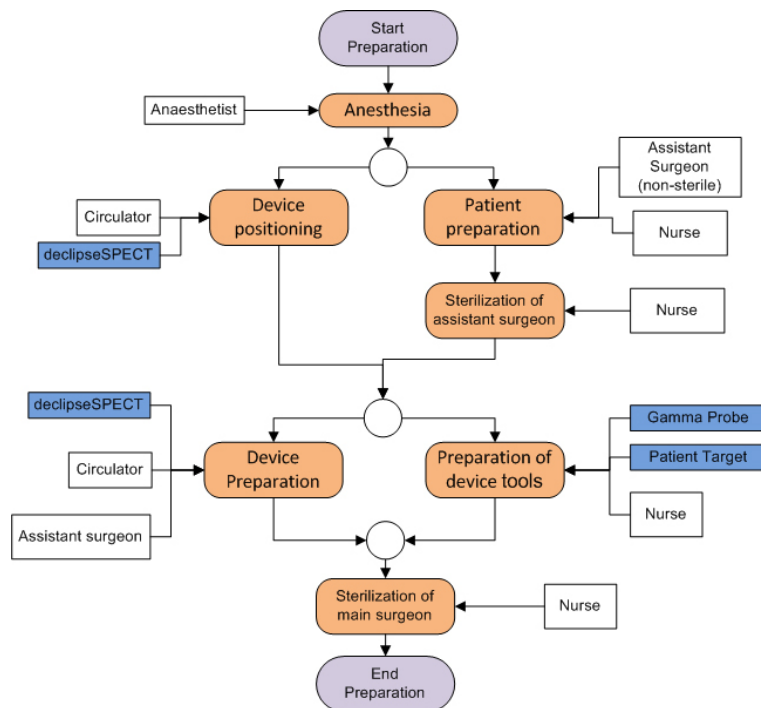 Start
Preparation
Anaesthetist
Anesthesia
Assistant
Surgeon
(non-sterile)
Circulator
Device
positioning
Patient
preparation
Nurse
declipseSPECT
Sterilization of
assistant surgeon
Nurse
declipseSPECT
Gamma Probe
Circulator
Device
Preparation
Preparation of
device tools
Patient Target
Assistant surgeon
Nurse
Sterilization of
main surgeon
Nurse
End
Preparation